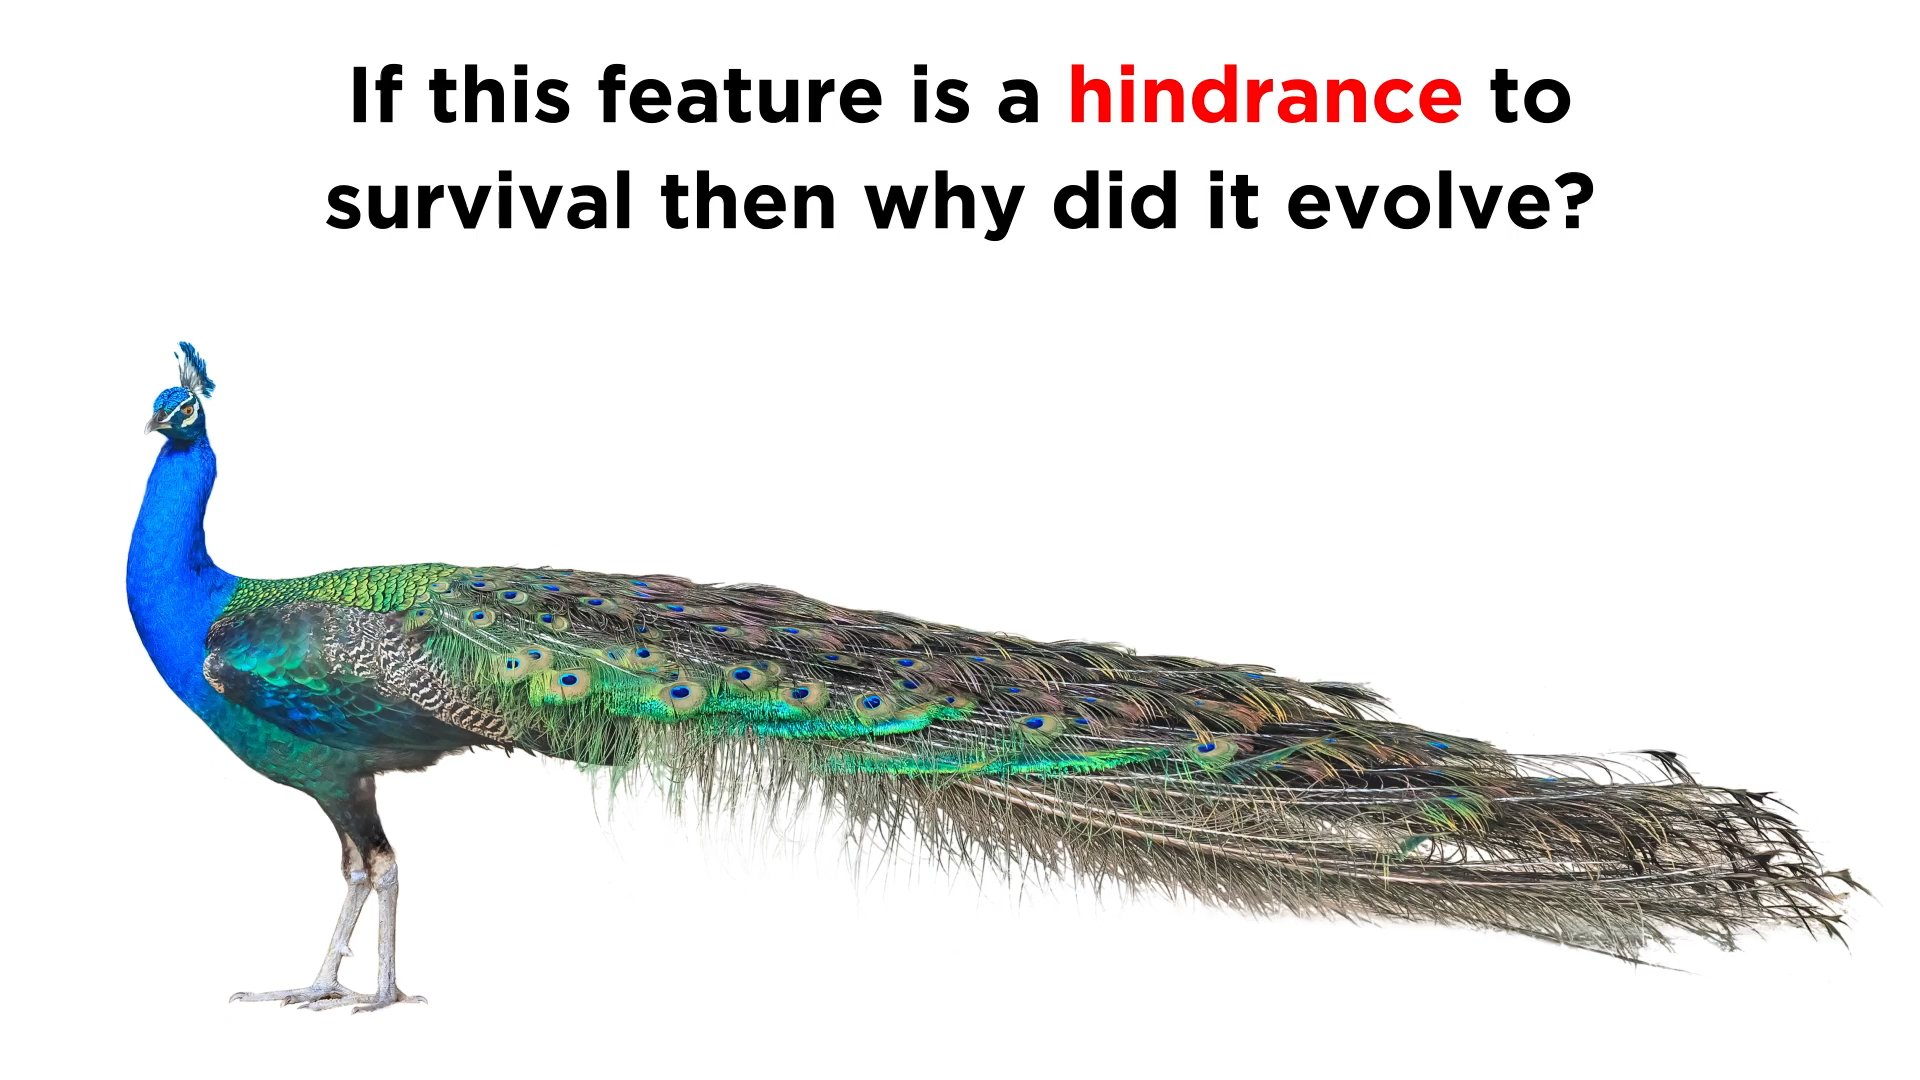 If this feature is a hindrance to
survival then why did it evolve?